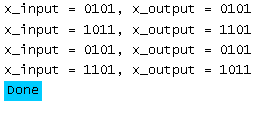 x_input = 0101, x_output = 0101
x_input = 1011, x_output = 1101
x_input = 0101, x_output = 0101
x_input = 1101, x_output = 1011
Done